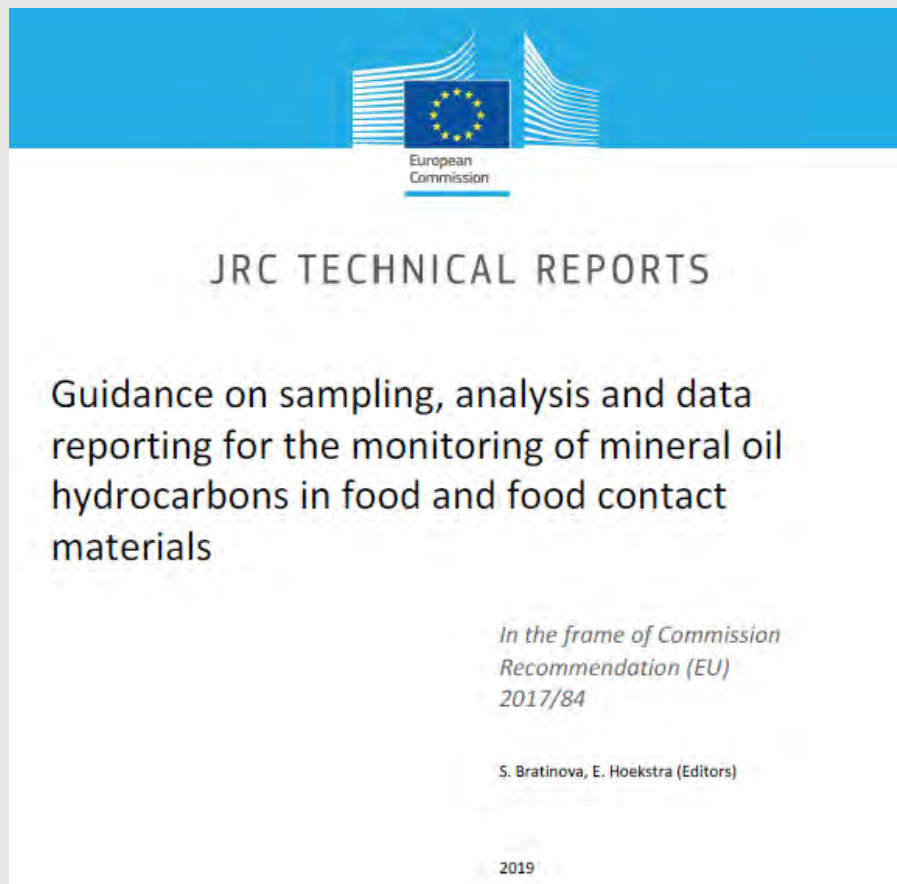 European
Commission
JRC TECHNICAL REPORTS
Guidance on sampling, analysis and data
reporting for the monitoring of mineral oil
hydrocarbons in food and food contact
materials
In the frame of Commission
Recommendation (EU)
2017/84
S. Bratinova, E. Hoekstra (Editors)
2019